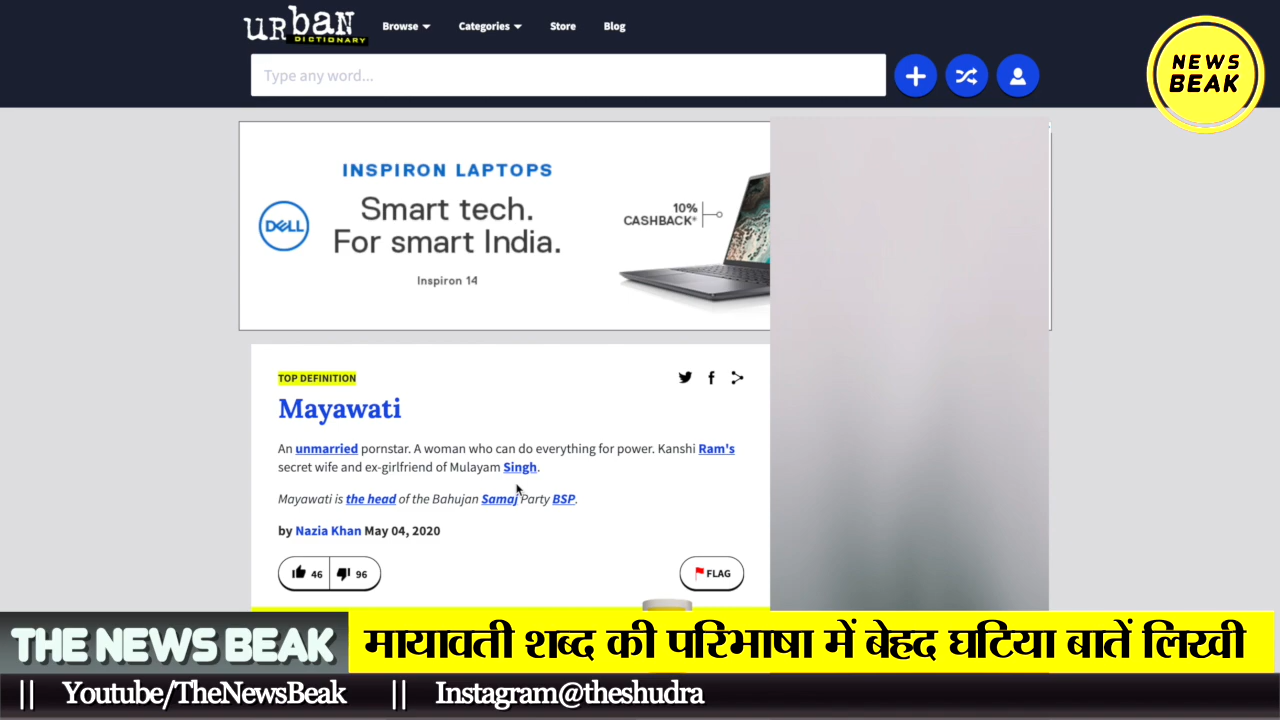 urban
DICTIONARY
Browse
Categories
Store
Blog
Type any word...
NEWS
BEAK
INSPIRON LAPTOPS
DELL
Smart tech.
For smart India.
10%
CASHBACK*
Inspiron 14
TOP DEFINITION
Mayawati
An unmarried pornstar. A woman who can do everything for power. Kanshi Ram's
secret wife and ex-girlfriend of Mulayam Singh.
Mayawati is the head of the Bahujan Samaj Party BSP.
by Nazia Khan May 04, 2020
46 96
FLAG
THE NEWS BEAK
मायावती शब्द की परिभाषा में बेहद घटिया बातें लिखी
|| Youtube/TheNewsBeak || Instagram@theshudra